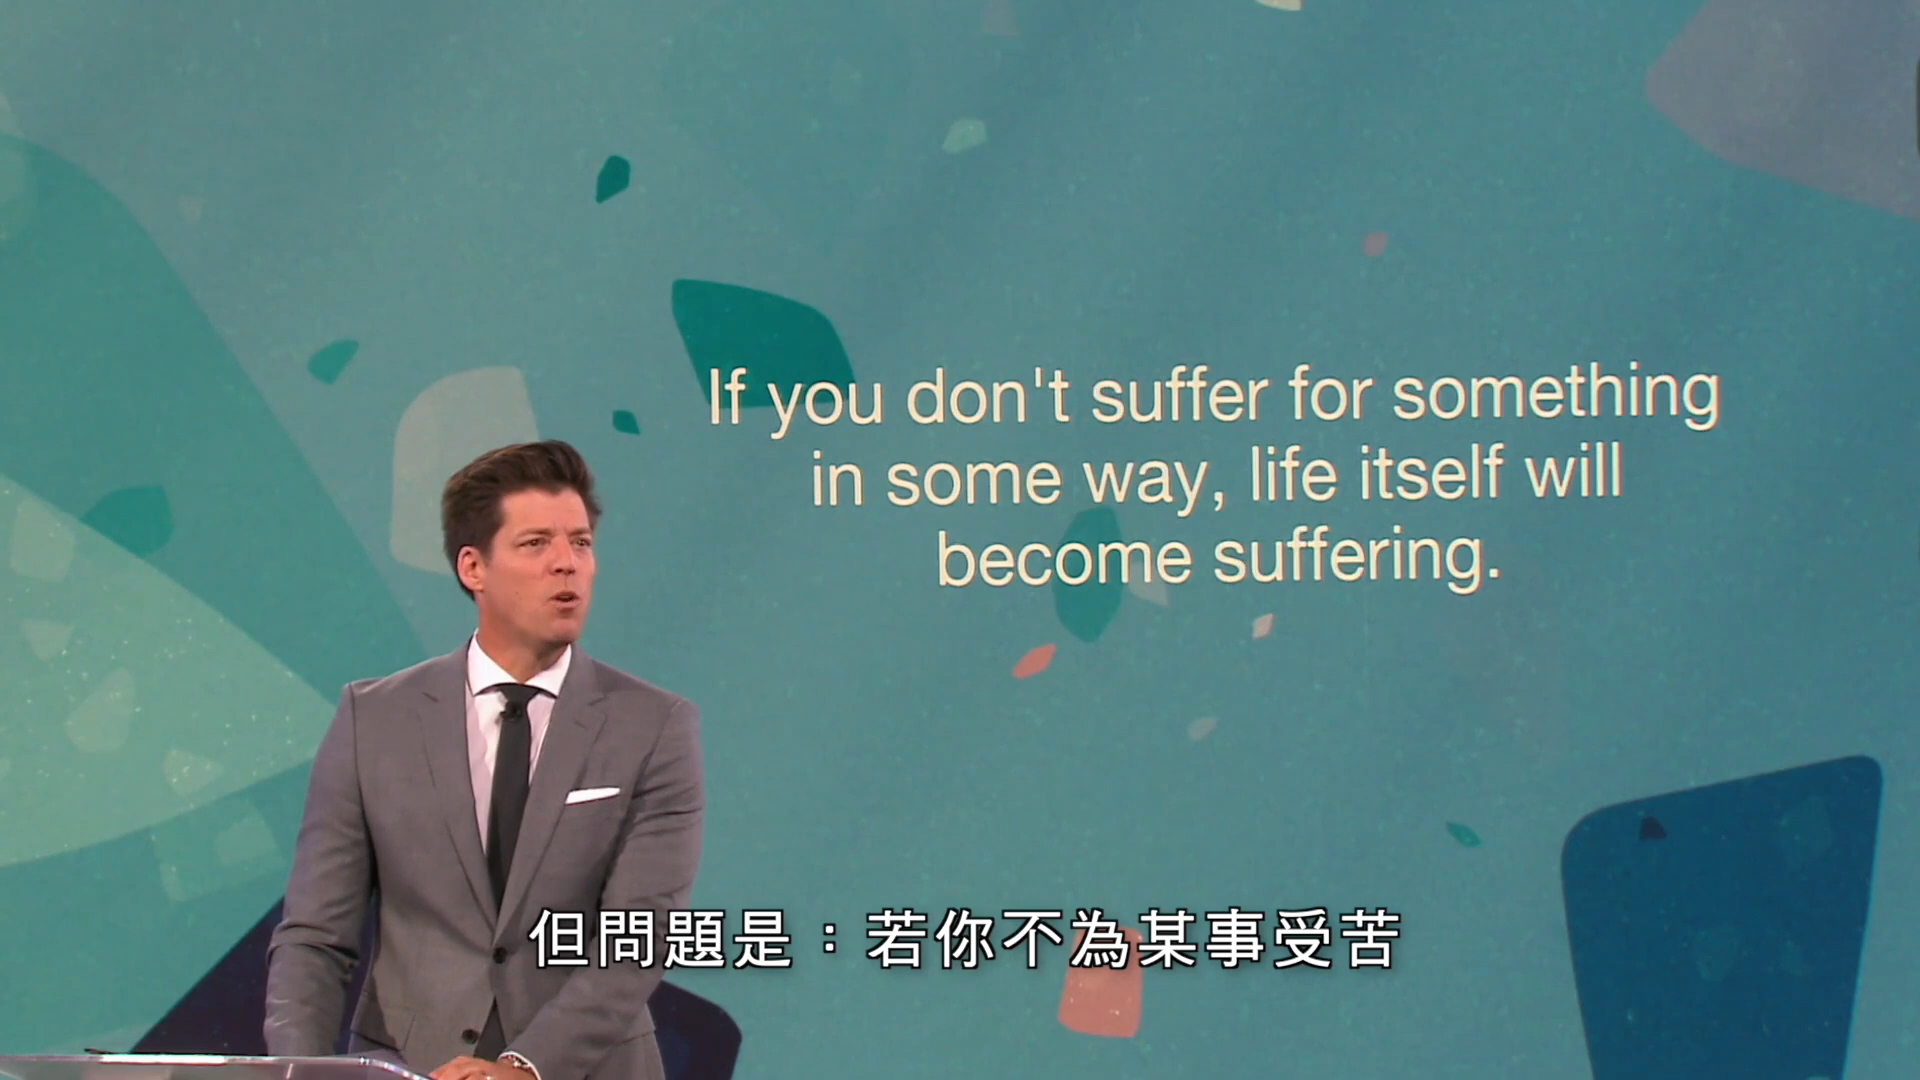 If you don't suffer for something
in some way, life itself will
become suffering.
但問題是：若你不為某事受苦